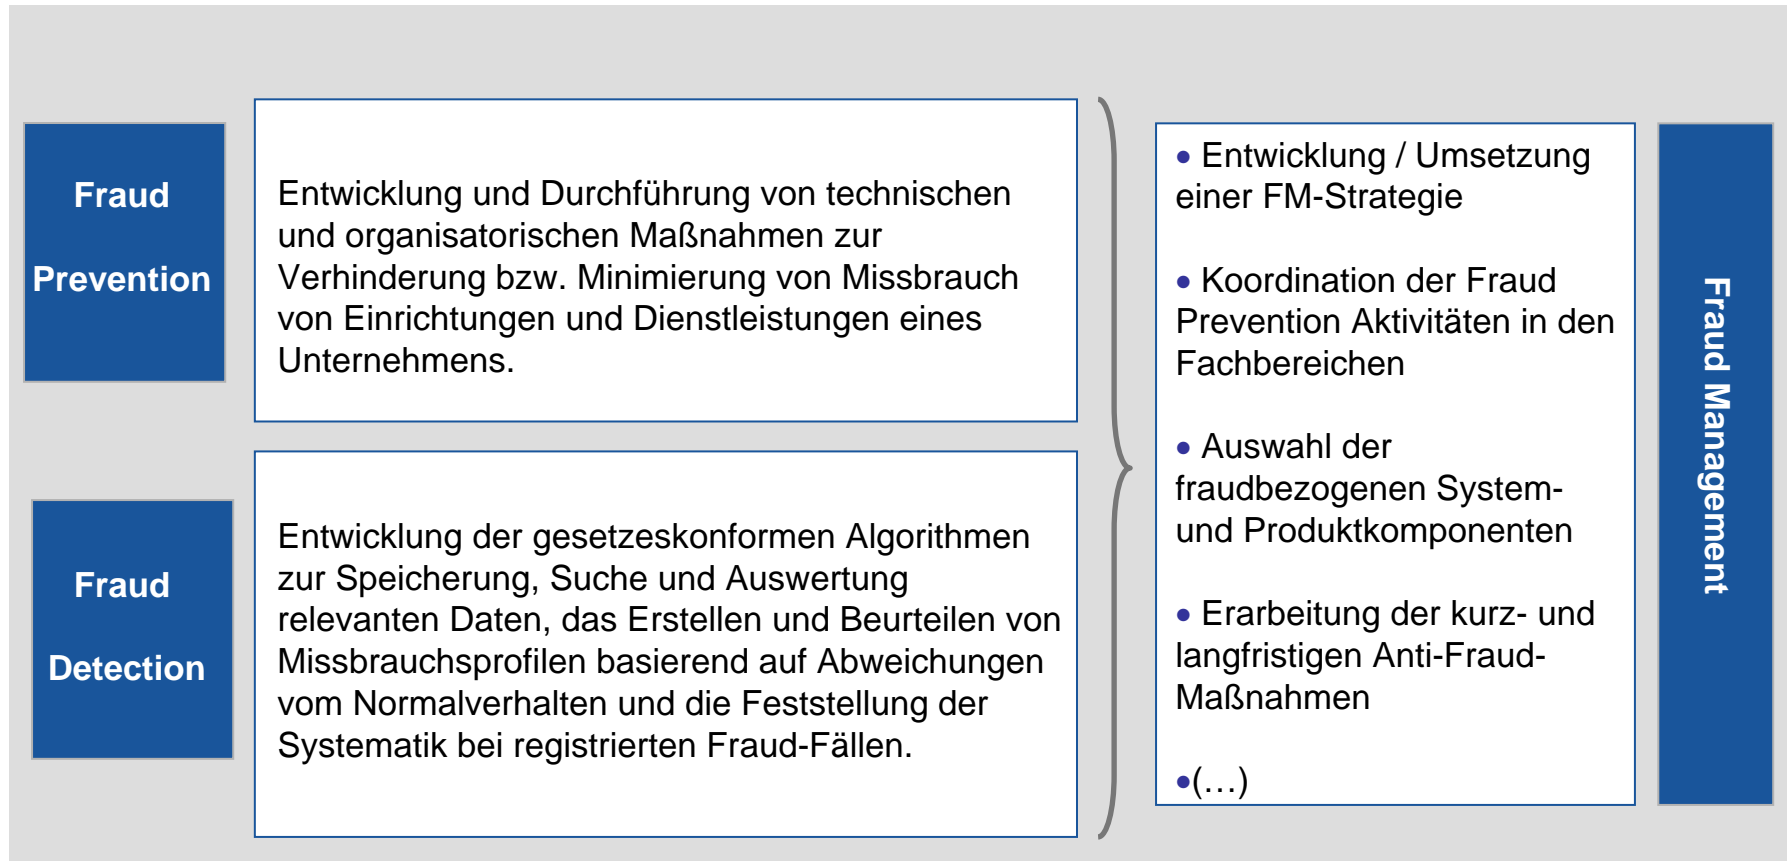 Fraud
Prevention
Entwicklung und Durchführung von technischen
und organisatorischen Maßnahmen zur
Verhinderung bzw. Minimierung von Missbrauch
von Einrichtungen und Dienstleistungen eines
Unternehmens.
Fraud
Detection
Entwicklung der gesetzeskonformen Algorithmen
zur Speicherung, Suche und Auswertung
relevanten Daten, das Erstellen und Beurteilen von
Missbrauchsprofilen basierend auf Abweichungen
vom Normalverhalten und die Feststellung der
Systematik bei registrierten Fraud-Fällen.
• Entwicklung / Umsetzung
einer FM-Strategie
• Koordination der Fraud
Prevention Aktivitäten in den
Fachbereichen
• Auswahl der
fraudbezogenen System-
und Produktkomponenten
• Erarbeitung der kurz- und
langfristigen Anti-Fraud-
Maßnahmen
•(…)
Fraud Management